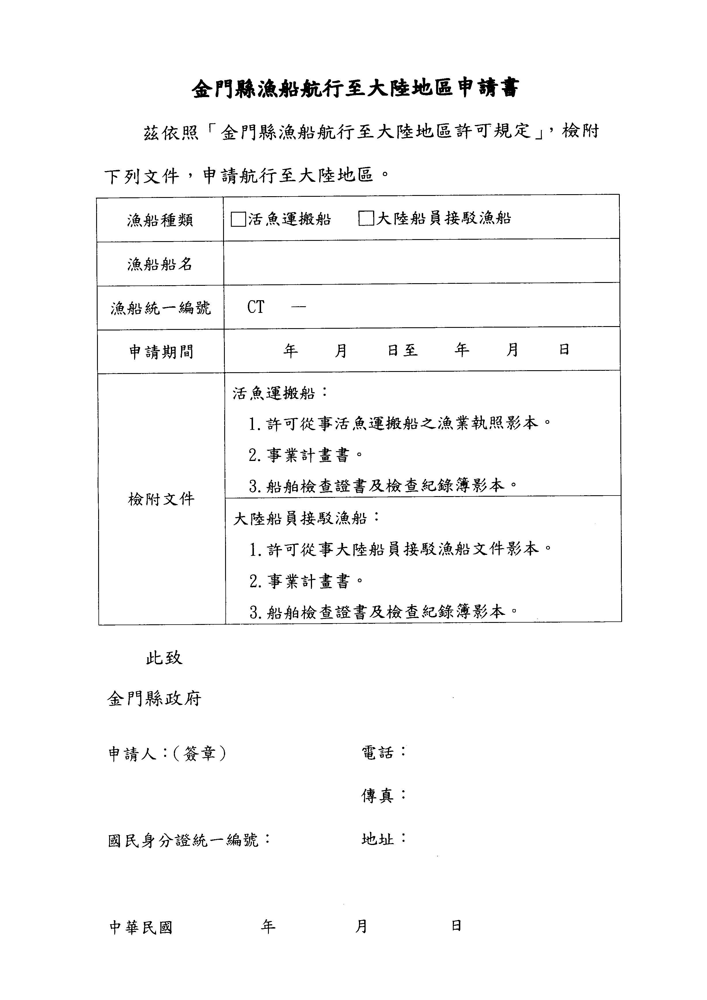 金門縣漁船航行至大陸地區申請書
茲依照「金門縣漁船航行至大陸地區許可規定」，檢附
下列文件，申請航行至大陸地區。
漁船種類 □活魚運搬船 □大陸船員接駁漁船
漁船船名
漁船統一編號 CT —
申請期間 年 月 日至 年 月 日
檢附文件
活魚運搬船：
1.許可從事活魚運搬船之漁業執照影本。
2.事業計畫書。
3.船舶檢查證書及檢查紀錄簿影本。
大陸船員接駁漁船：
1.許可從事大陸船員接駁漁船文件影本。
2.事業計畫書。
3.船舶檢查證書及檢查紀錄簿影本。
此致
金門縣政府
申請人：（簽章） 電話：
傳真：
國民身分證統一編號： 地址：
中華民國 年 月 日